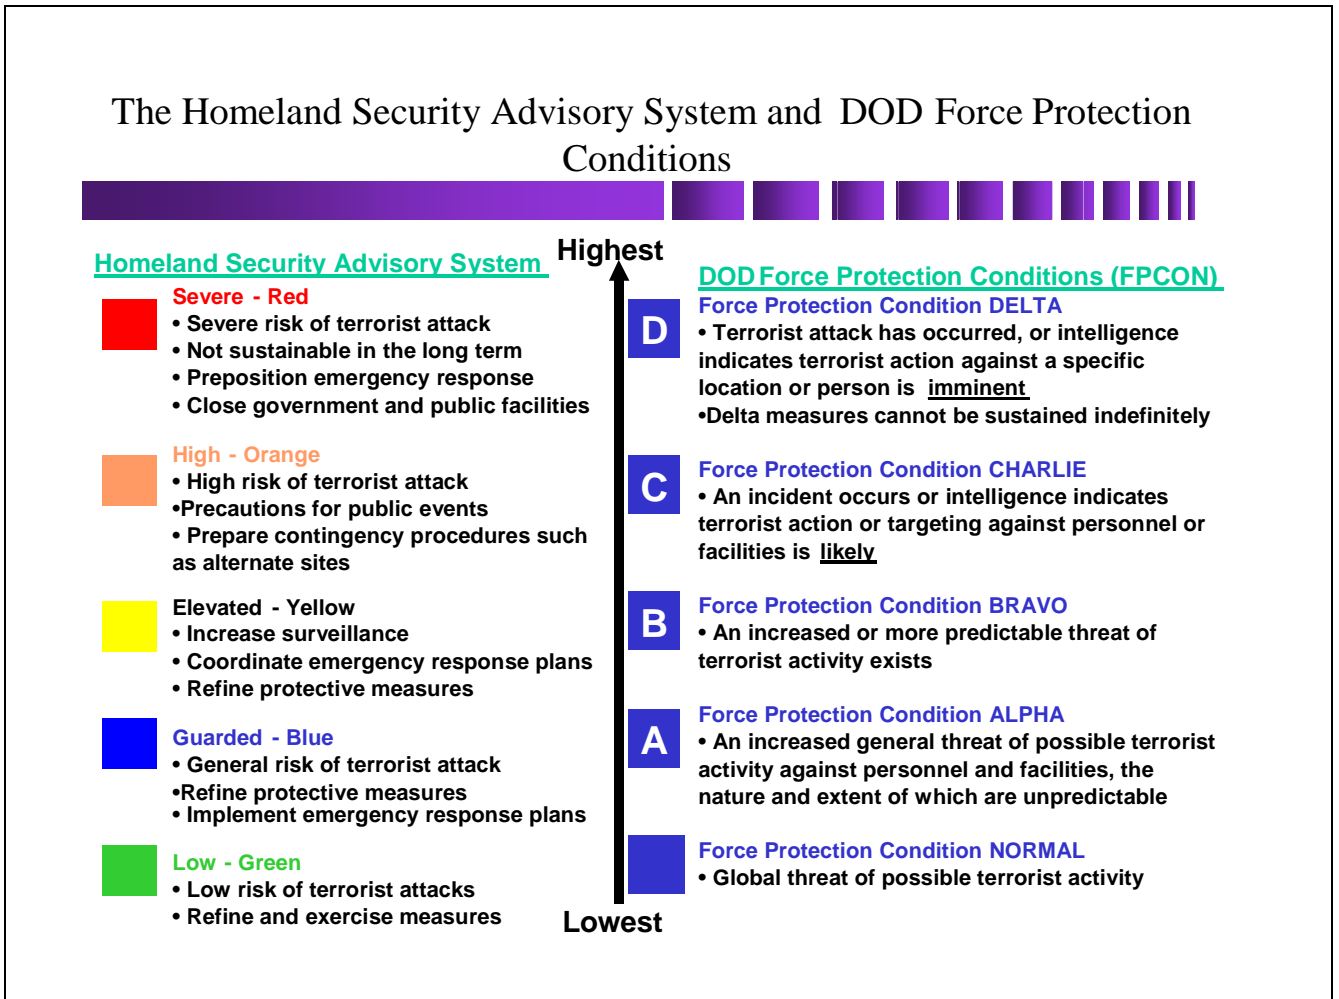 The Homeland Security Advisory System and DOD Force Protection
Conditions
Highest
Homeland Security Advisory System
Severe - Red
• Severe risk of terrorist attack
• Not sustainable in the long term
• Preposition emergency response
• Close government and public facilities
High - Orange
• High risk of terrorist attack
•Precautions for public events
• Prepare contingency procedures such
as alternate sites
Elevated - Yellow
• Increase surveillance
• Coordinate emergency response plans
• Refine protective measures
Guarded - Blue
• General risk of terrorist attack
•Refine protective measures
• Implement emergency response plans
Low - Green
• Low risk of terrorist attacks
• Refine and exercise measures
DOD Force Protection Conditions (FPCON)
D
Force Protection Condition DELTA
• Terrorist attack has occurred, or intelligence
indicates terrorist action against a specific
location or person is imminent
•Delta measures cannot be sustained indefinitely
C
Force Protection Condition CHARLIE
• An incident occurs or intelligence indicates
terrorist action or targeting against personnel or
facilities is likely
B
Force Protection Condition BRAVO
• An increased or more predictable threat of
terrorist activity exists
A
Force Protection Condition ALPHA
• An increased general threat of possible terrorist
activity against personnel and facilities, the
nature and extent of which are unpredictable
Force Protection Condition NORMAL
• Global threat of possible terrorist activity
Lowest